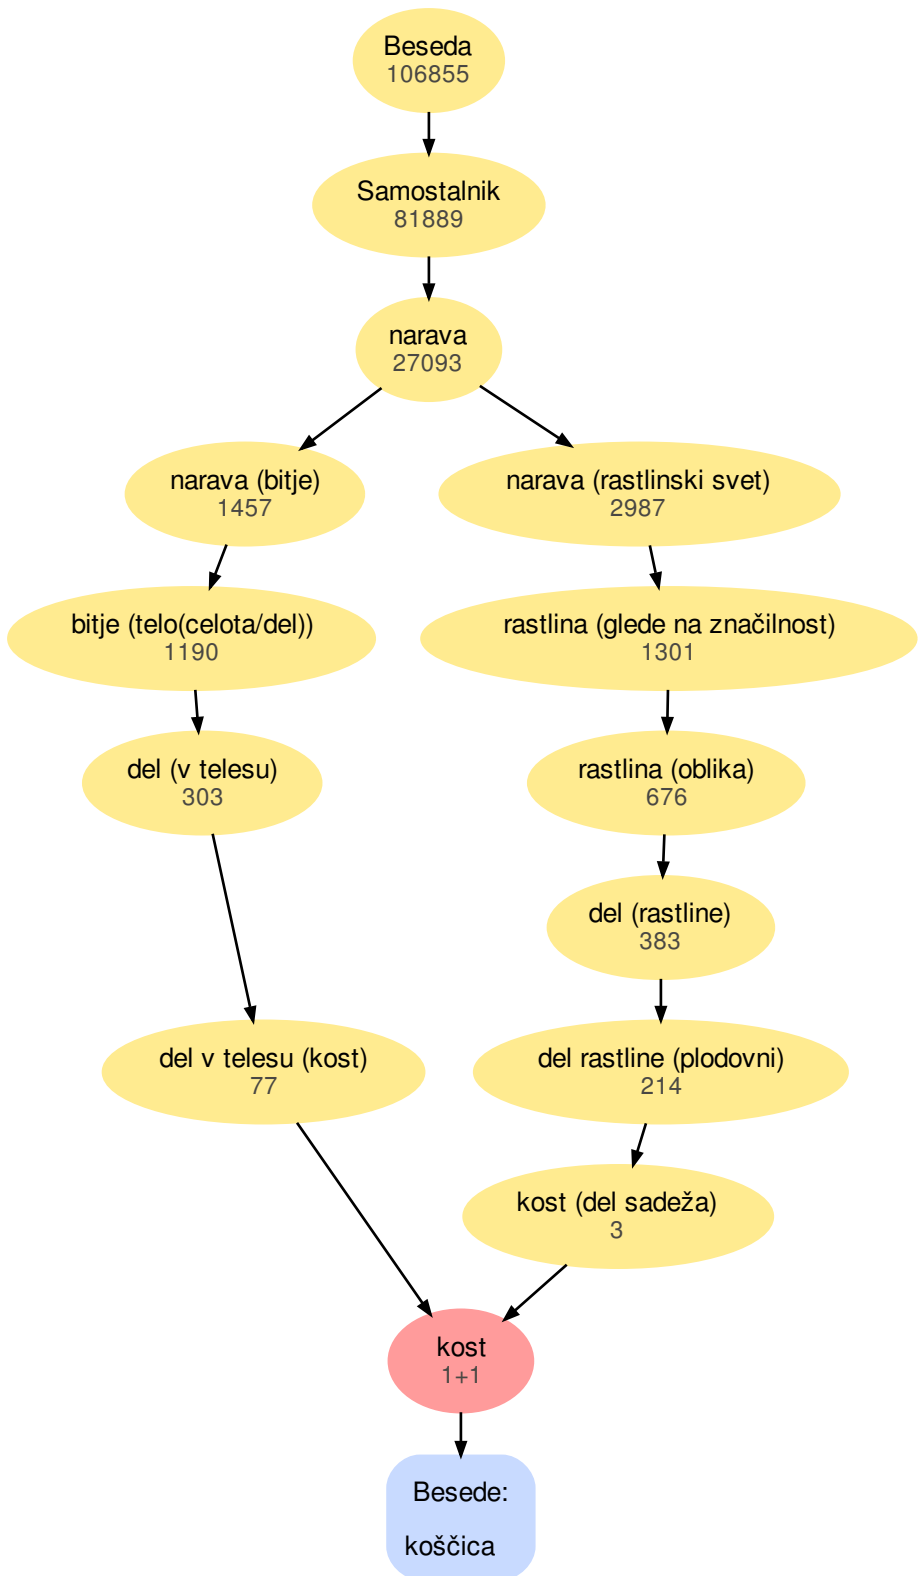 Beseda
106855
Samostalnik
81889
narava
27093
narava (bitje)
1457
narava (rastlinski svet)
2987
bitje (telo(celota/del))
1190
rastlina (glede na značilnost)
1301
del (v telesu)
303
rastlina (oblika)
676
del (rastline)
383
del v telesu (kost)
77
del rastline (plodovni)
214
kost (del sadeža)
3
kost
1+1
Besede:
koščica